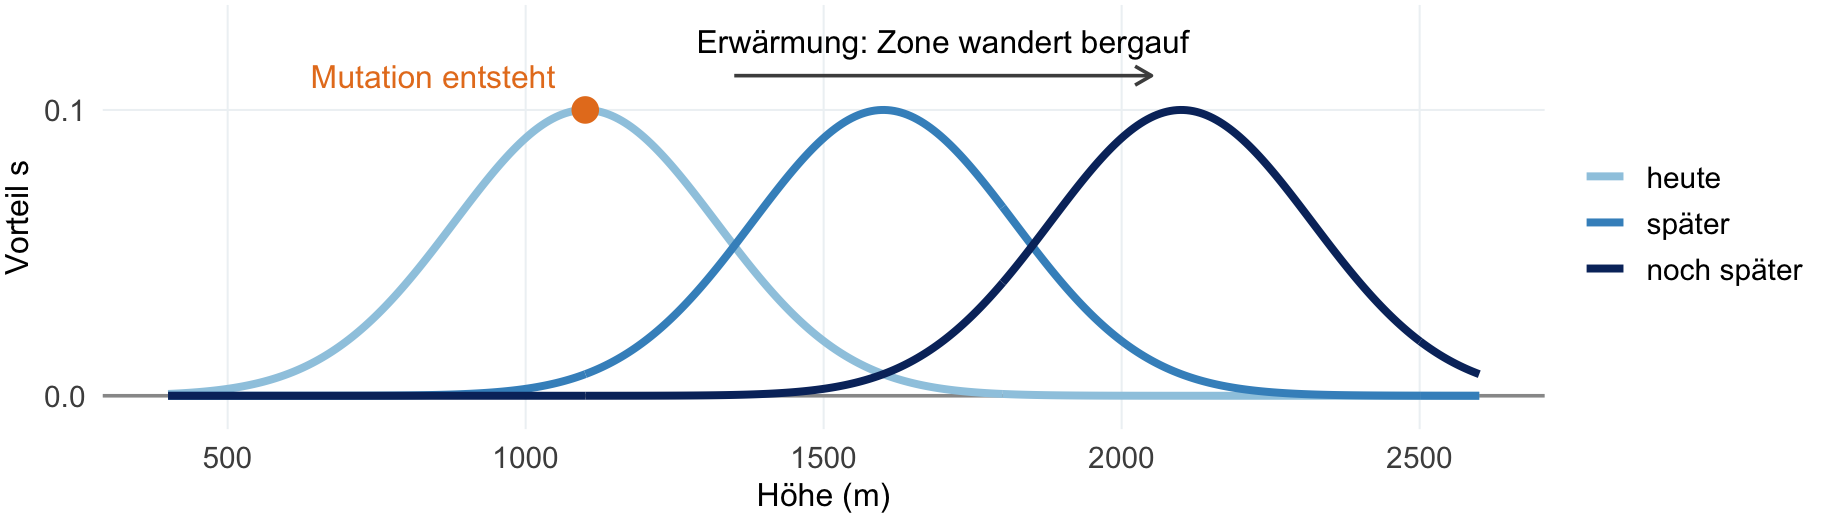 Erwärmung: Zone wandert bergauf
Mutation entsteht
0.1
0.0
Vorteil s
500
1000
1500
2000
2500
Höhe (m)
heute
später
noch später